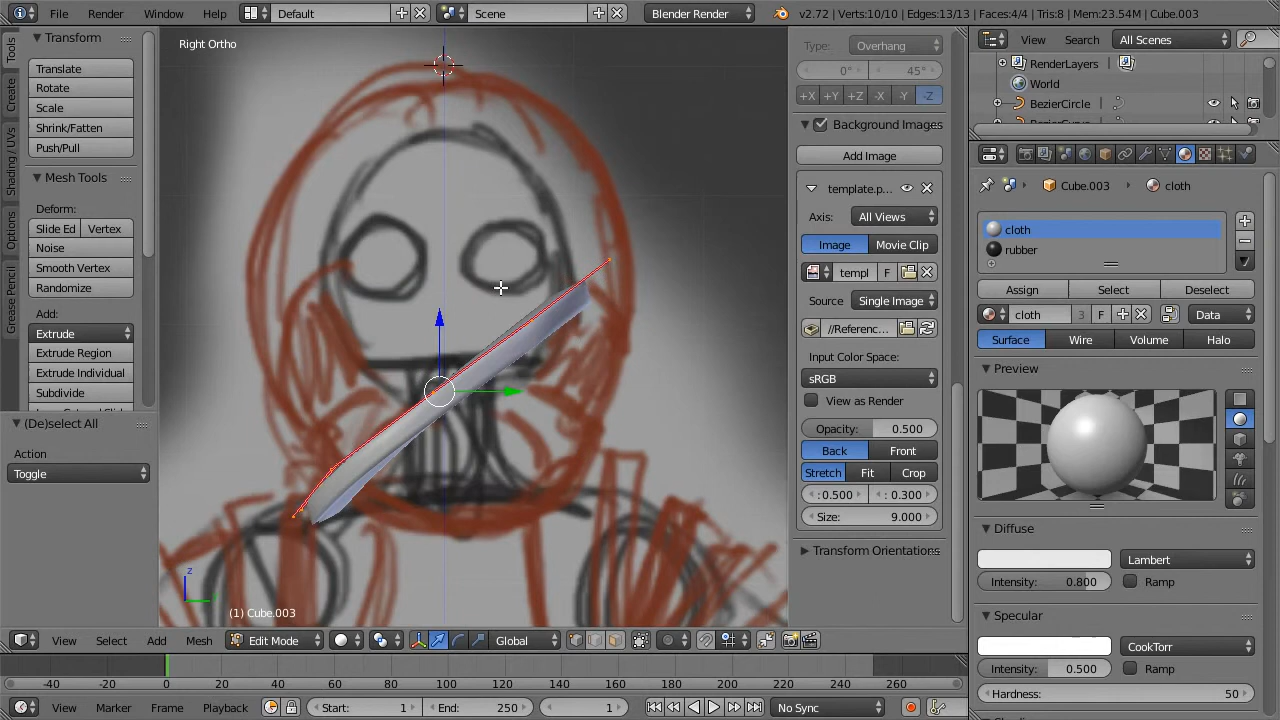 File Render Window Help Default Scene Blender Render v2.72 | Verts:10/10 | Edges:13/13 | Faces:4/4 | Tris:8 | Mem:23.54M | Cube.003
Tools
Create
Shading / UVs
Options
Grease Pencil
Transform
Translate
Rotate
Scale
Shrink/Fatten
Push/Pull
Mesh Tools
Deform:
Slide Ed Vertex
Noise
Smooth Vertex
Randomize
Add:
Extrude
Extrude Region
Extrude Individual
Subdivide
(De)select All
Action
Toggle
Right Ortho
z
(1) Cube.003
Type: Overhang
0° 45°
+X +Y +Z -X -Y -Z
Background Images
Add Image
template.p...
Axis: All Views
Image Movie Clip
templ F
Source Single Image
//Referenc...
Input Color Space:
sRGB
View as Render
Opacity: 0.500
Back Front
Stretch Fit Crop
: 0.500 : 0.300
Size: 9.000
Transform Orientations
View Search All Scenes
RenderLayers
World
BezierCircle
Cube.003 cloth
cloth
rubber
Assign Select Deselect
cloth 3 F Data
Surface Wire Volume Halo
Preview
Diffuse
Lambert
Intensity: 0.800 Ramp
Specular
CookTorr
Intensity: 0.500 Ramp
Hardness: 50
View Select Add Mesh Edit Mode Global
-40 -20 0 20 40 60 80 100 120 140 160 180 200 220 240 260
View Marker Frame Playback Start: 1 End: 250 1 No Sync